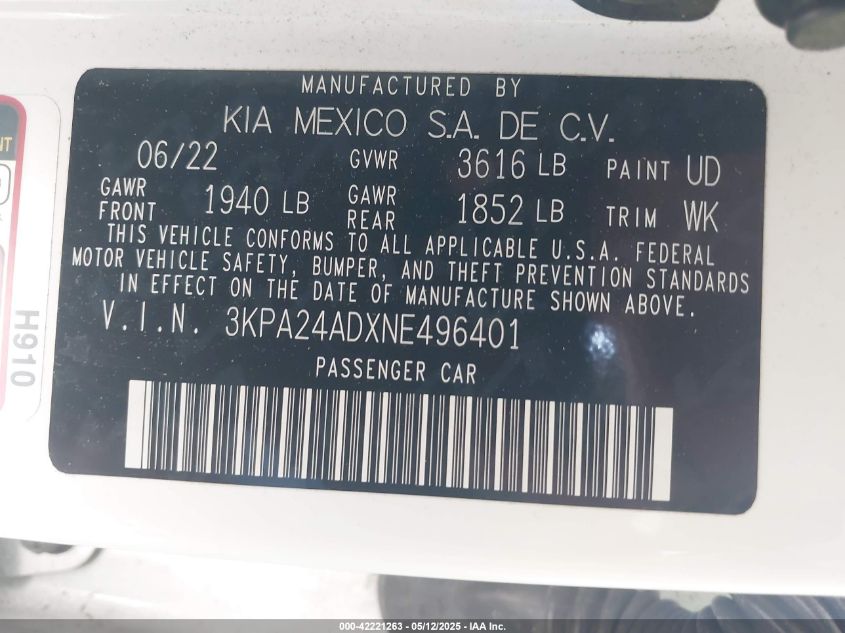 MANUFACTURED BY
KIA MEXICO S.A. DE C.V.
06/22 GVWR 3616 LB PAINT UD
GAWR FRONT 1940 LB GAWR REAR 1852 LB TRIM WK
THIS VEHICLE CONFORMS TO ALL APPLICABLE U.S.A. FEDERAL
MOTOR VEHICLE SAFETY, BUMPER, AND THEFT PREVENTION STANDARDS
IN EFFECT ON THE DATE OF MANUFACTURE SHOWN ABOVE.
V.I.N. 3KPA24ADXNE496401
PASSENGER CAR
H910
000-42221263 - 05/12/2025 - IAA Inc.